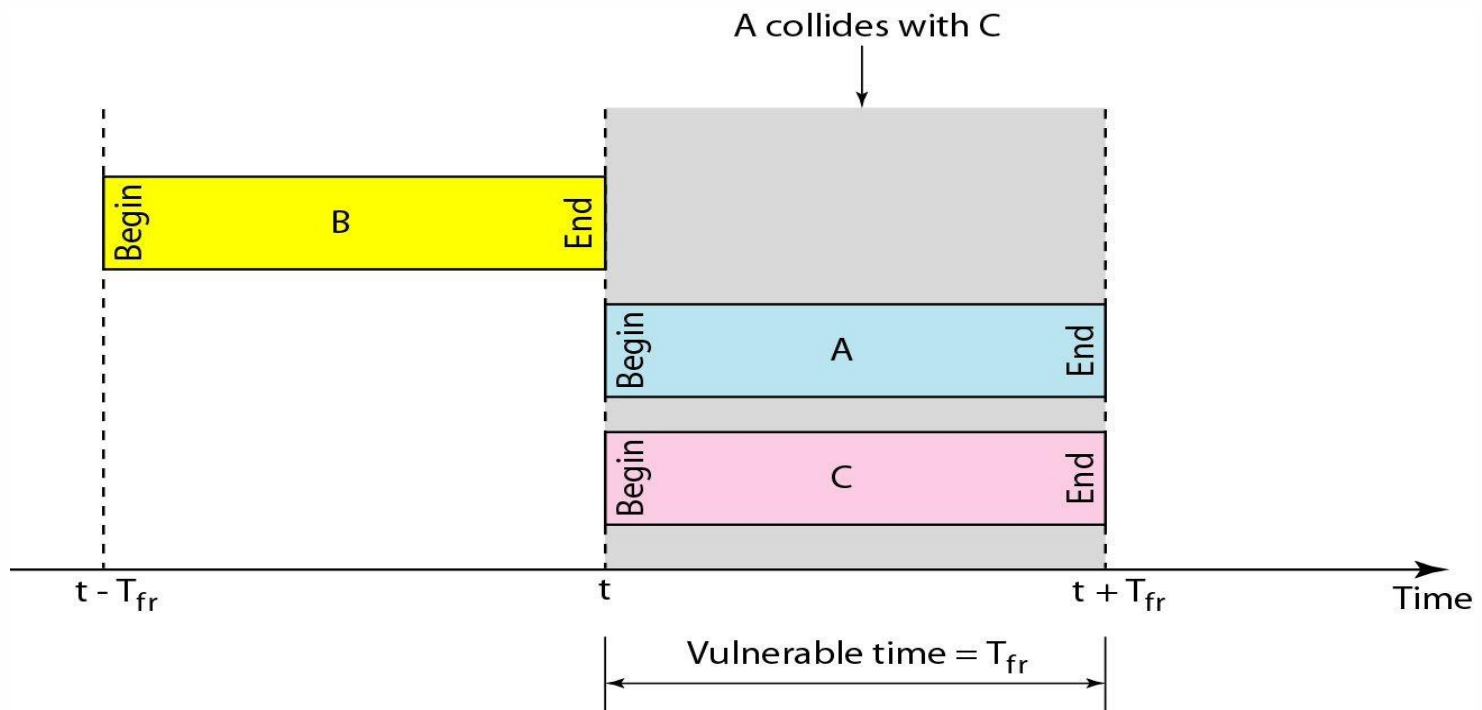 A collides with C
Begin B End
Begin A End
Begin C End
t - Tfr t t + Tfr Time
Vulnerable time = Tfr